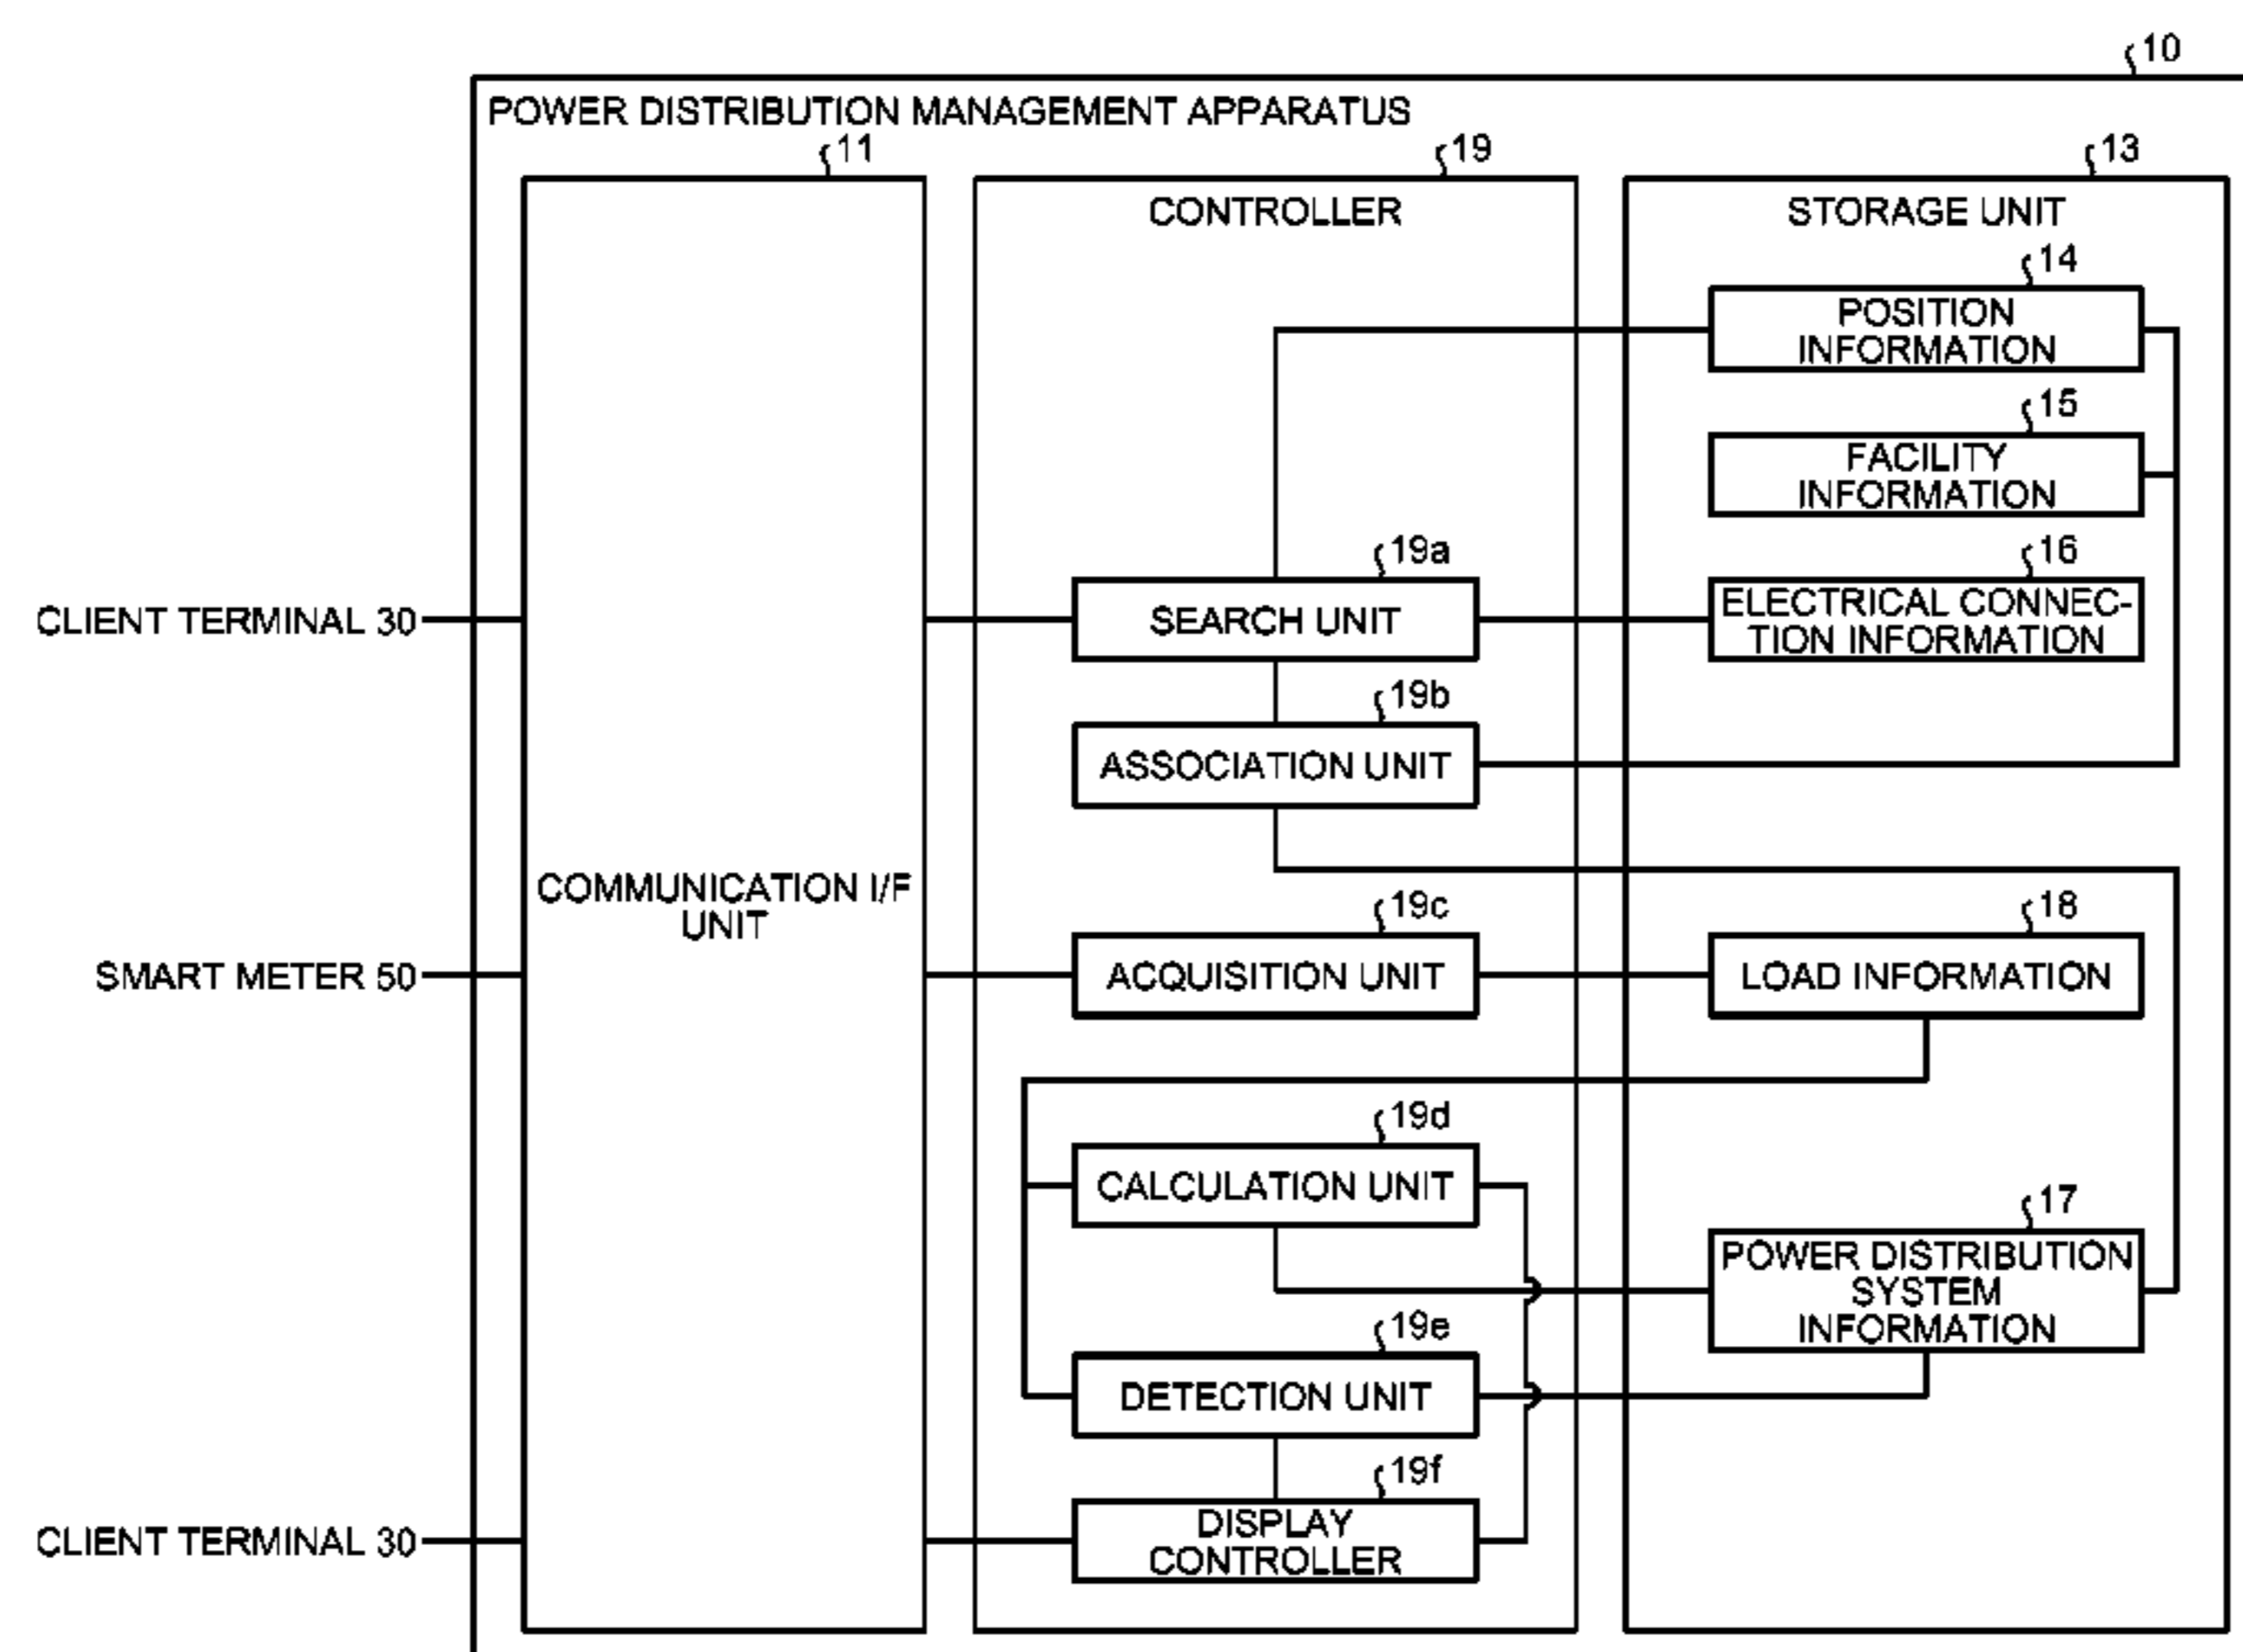 10
POWER DISTRIBUTION MANAGEMENT APPARATUS
11
19
13
CONTROLLER
STORAGE UNIT
14
POSITION
INFORMATION
15
FACILITY
INFORMATION
19a
16
CLIENT TERMINAL 30
SEARCH UNIT
ELECTRICAL CONNEC-
TION INFORMATION
19b
ASSOCIATION UNIT
COMMUNICATION I/F
UNIT
19c
18
SMART METER 50
ACQUISITION UNIT
LOAD INFORMATION
19d
CALCULATION UNIT
17
POWER DISTRIBUTION
SYSTEM
INFORMATION
19e
DETECTION UNIT
19f
CLIENT TERMINAL 30
DISPLAY
CONTROLLER